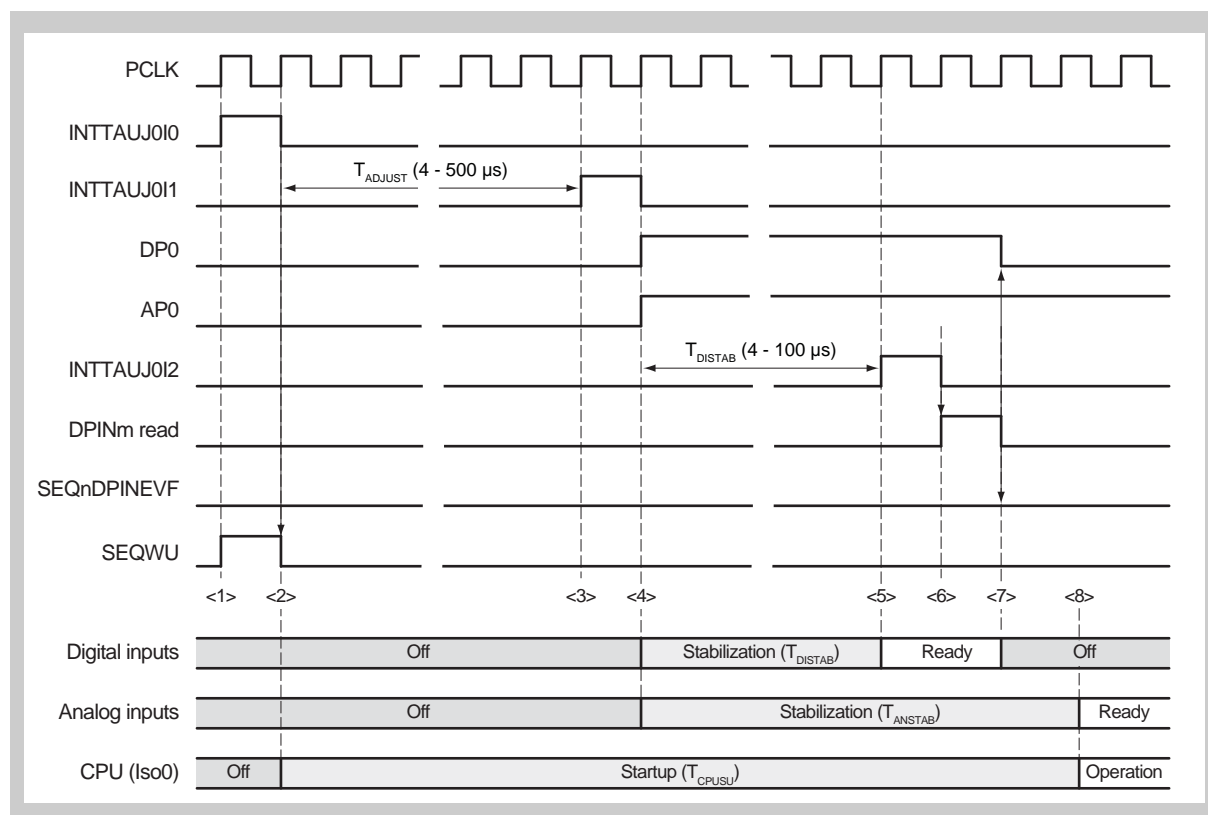 PCLK
INTTAUJ0I0
T_ADJUST (4 - 500 µs)
INTTAUJ0I1
DP0
AP0
T_DISTAB (4 - 100 µs)
INTTAUJ0I2
DPINm read
SEQnDPINEVF
SEQWU
<1> <2> <3> <4> <5> <6> <7> <8>
Digital inputs Off Stabilization (T_DISTAB) Ready Off
Analog inputs Off Stabilization (T_ANSTAB) Ready
CPU (Iso0) Off Startup (T_CPUSU) Operation